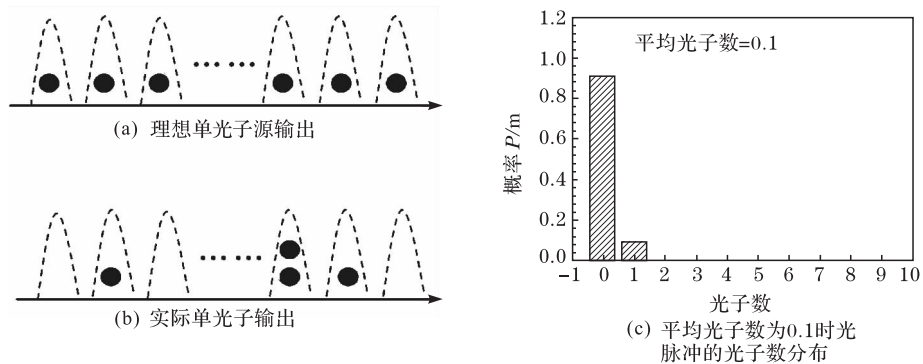 (a) 理想单光子源输出
(b) 实际单光子输出
1.2
1.0
0.8
0.6
0.4
0.2
0.0
概率 P/m
平均光子数=0.1
-1 0 1 2 3 4 5 6 7 8 9 10
光子数
(c) 平均光子数为0.1时光
脉冲的光子数分布